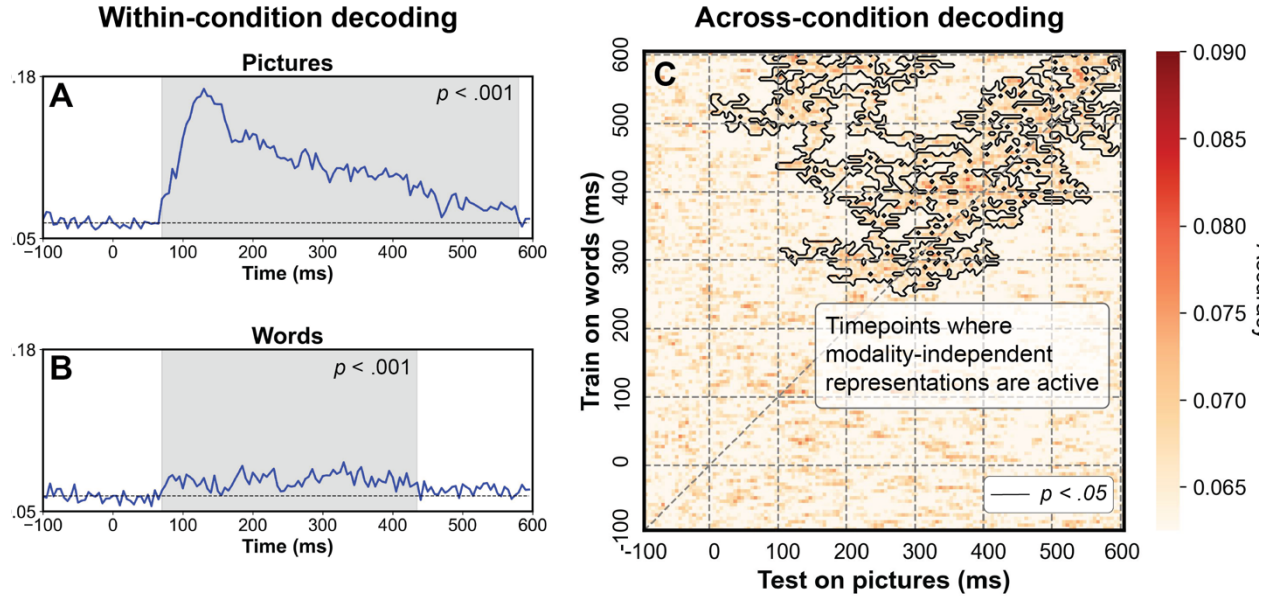 Within-condition decoding
Across-condition decoding
Pictures
A
p < .001
.18
.05
-100 0 100 200 300 400 500 600
Time (ms)
Words
B
p < .001
.18
.05
-100 0 100 200 300 400 500 600
Time (ms)
C
Train on words (ms)
600
500
400
300
200
100
0
-100
Timepoints where
modality-independent
representations are active
p < .05
-100 0 100 200 300 400 500 600
Test on pictures (ms)
0.090
0.085
0.080
0.075
0.070
0.065